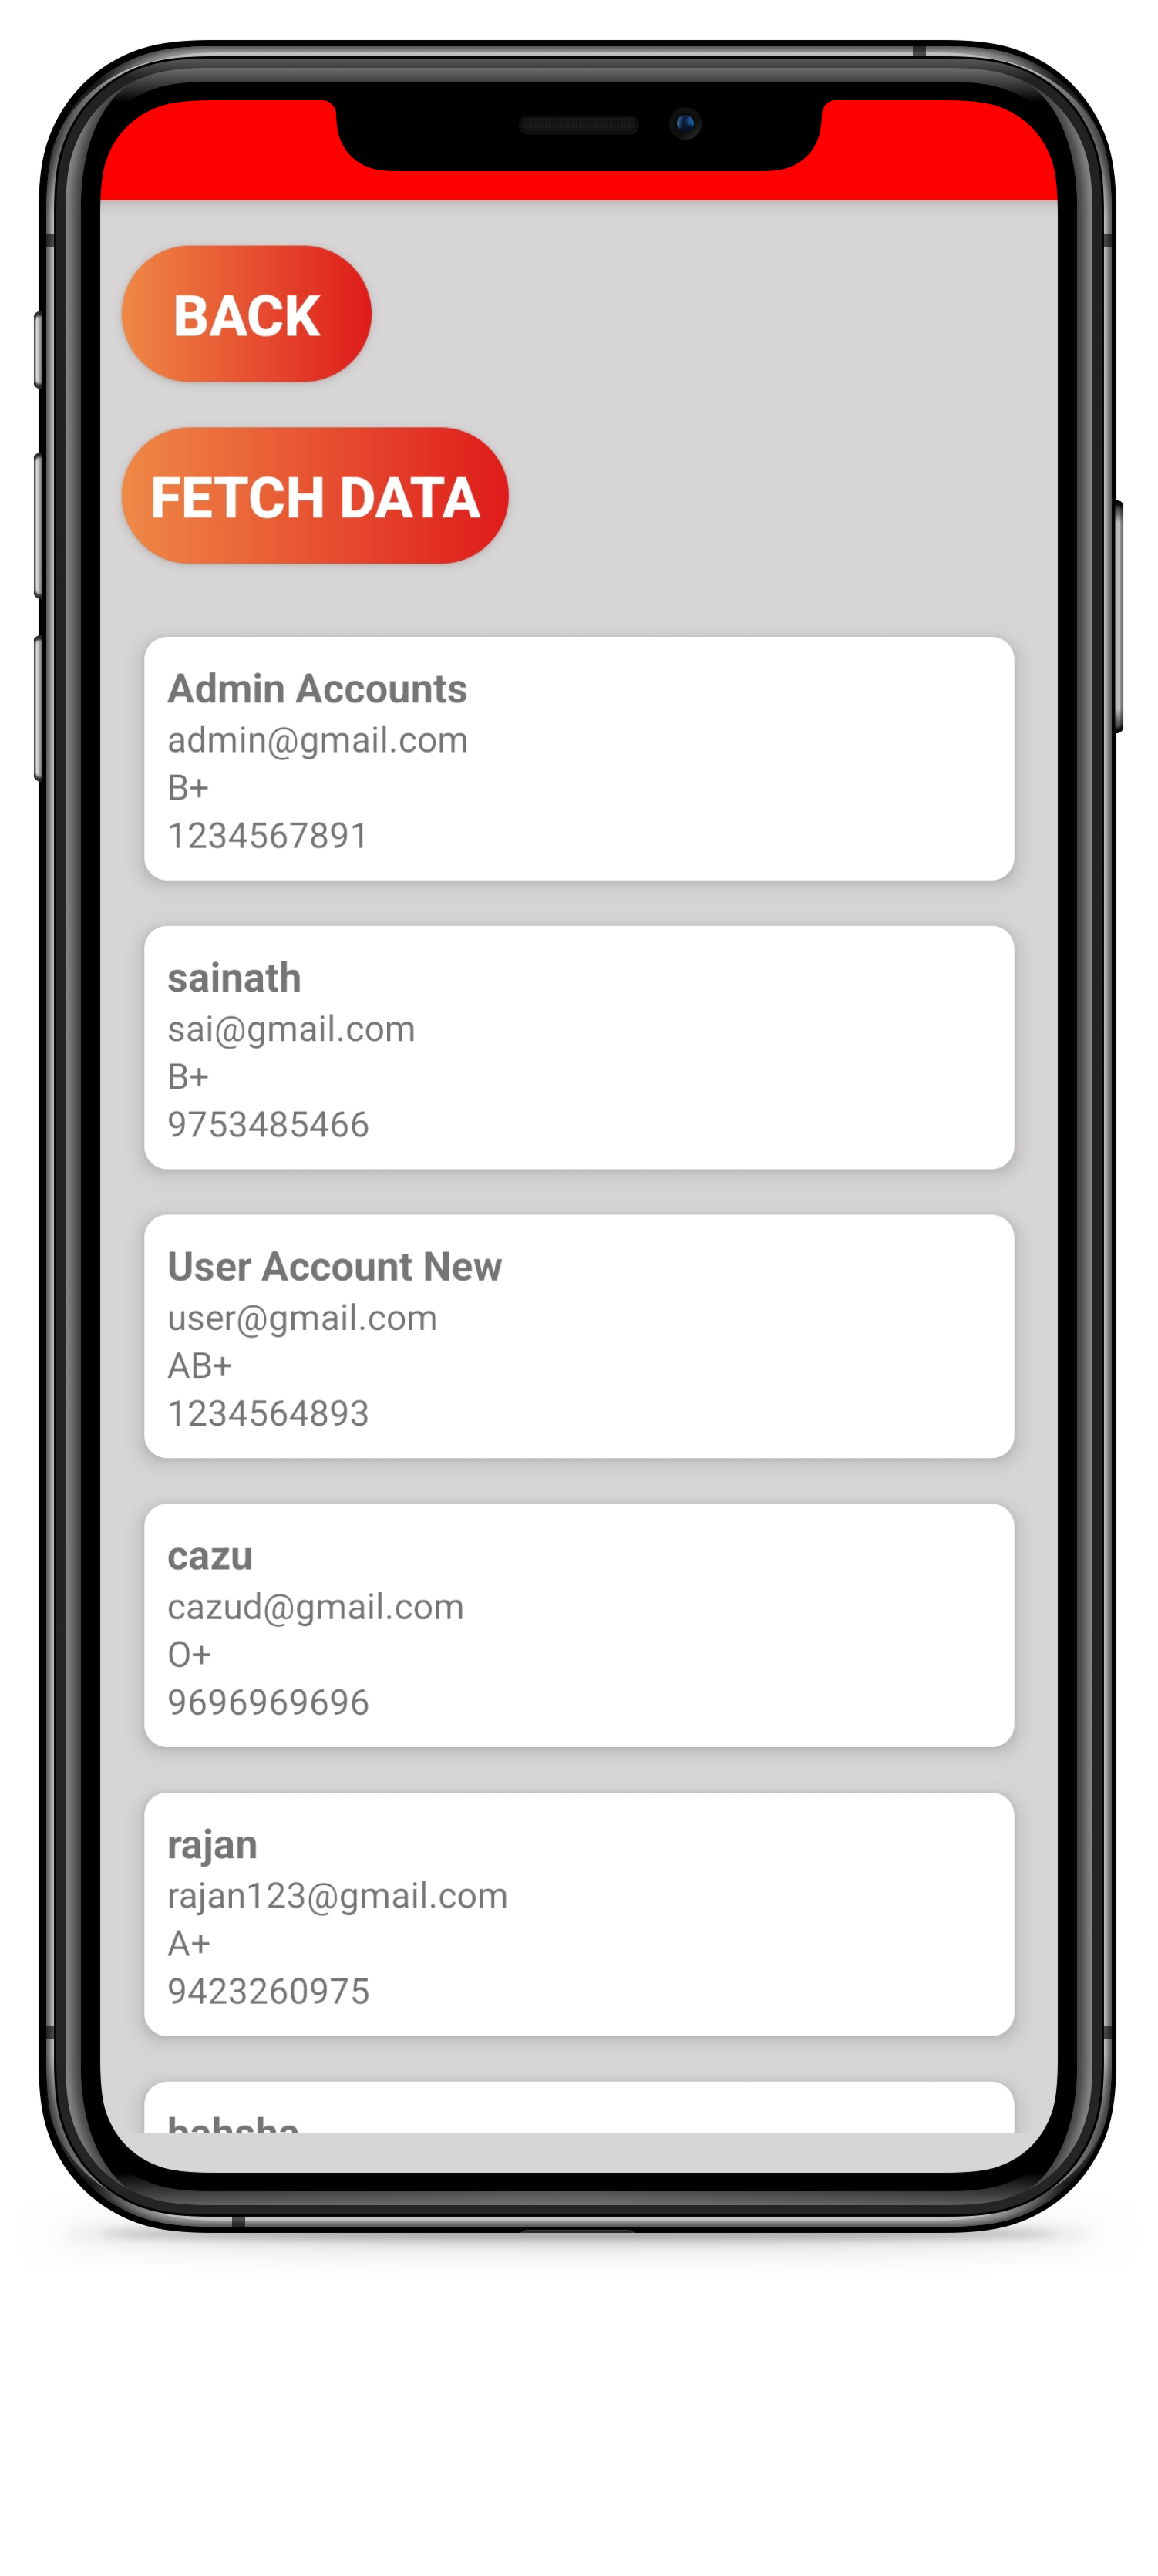 BACK
FETCH DATA
Admin Accounts
admin@gmail.com
B+
1234567891
sainath
sai@gmail.com
B+
9753485466
User Account New
user@gmail.com
AB+
1234564893
cazu
cazud@gmail.com
O+
9696969696
rajan
rajan123@gmail.com
A+
9423260975